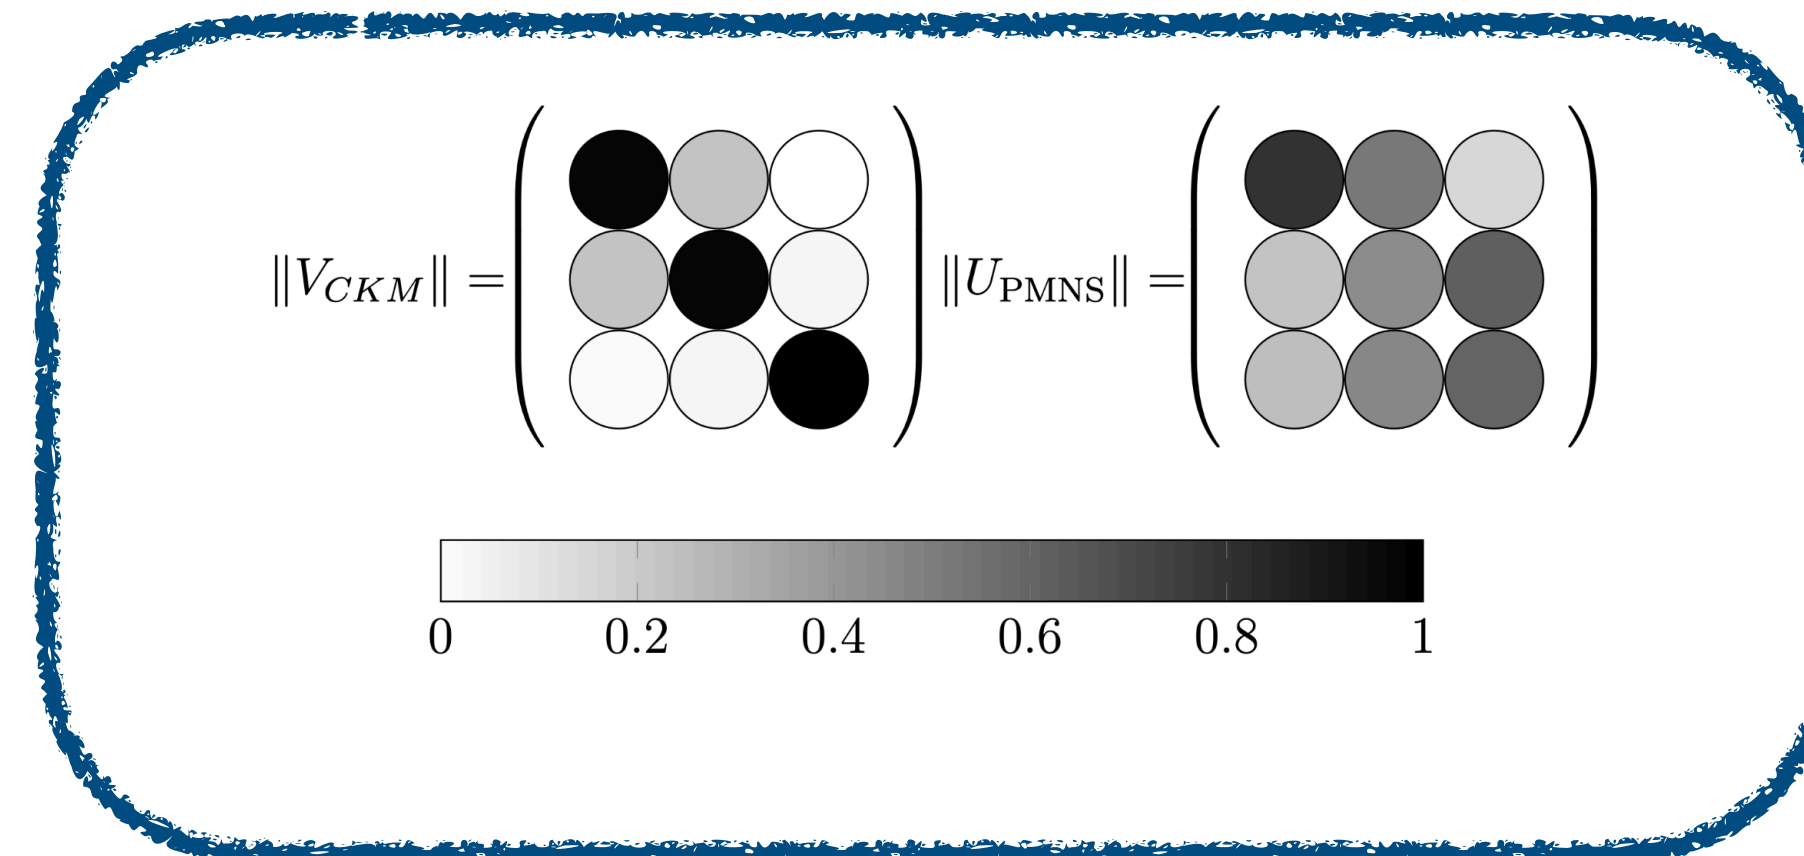 ‖V_{CKM}‖ = ( ) ‖U_{PMNS}‖ = ( )
0 0.2 0.4 0.6 0.8 1